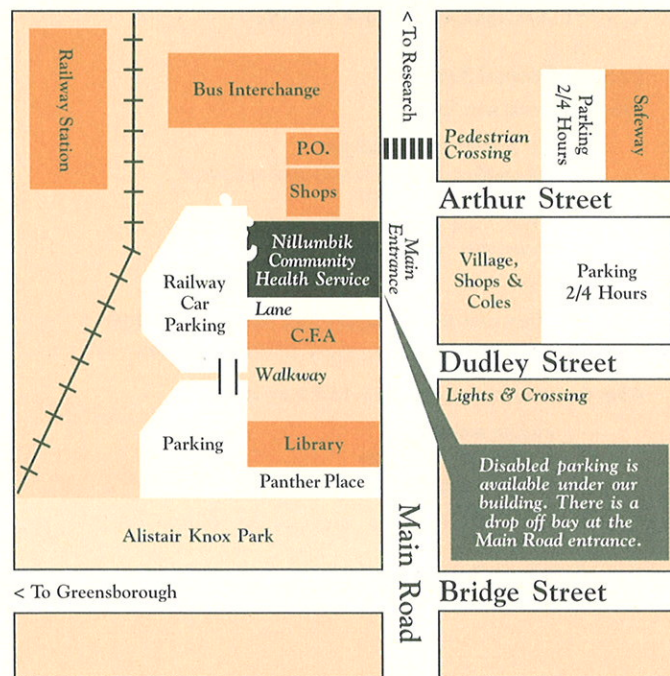 Railway Station
Bus Interchange
P.O.
Shops
< To Research
Pedestrian
Crossing
Parking
2/4 Hours
Safeway
Arthur Street
Nillumbik
Community
Health Service
Main
Entrance
Railway
Car
Parking
Lane
C.F.A
Walkway
Village,
Shops &
Coles
Parking
2/4 Hours
Dudley Street
Lights & Crossing
Parking
Library
Panther Place
Disabled parking is
available under our
building. There is a
drop off bay at the
Main Road entrance.
Alistair Knox Park
Main Road
< To Greensborough
Bridge Street